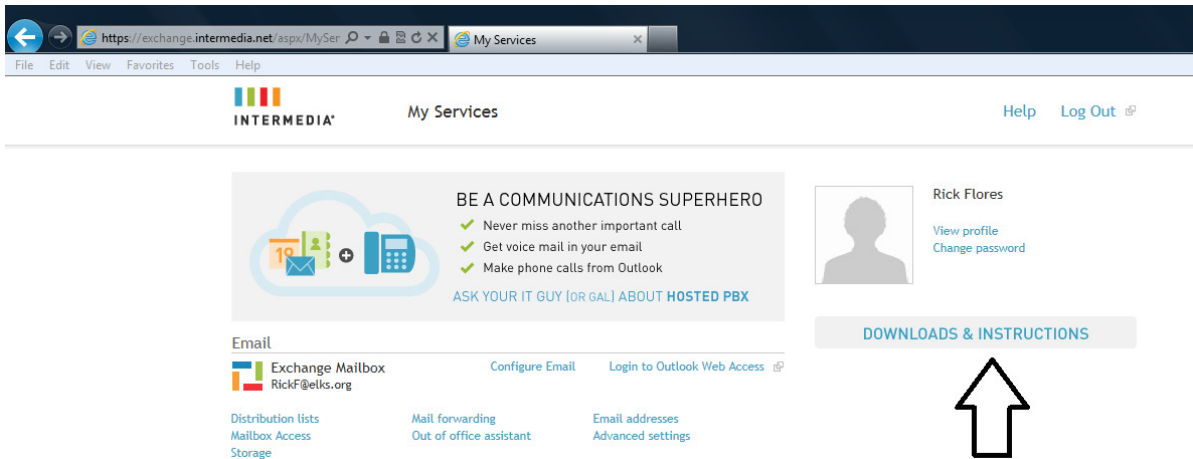 https://exchange.intermedia.net/aspx/MySer
My Services
File Edit View Favorites Tools Help
INTERMEDIA®
My Services
Help Log Out
BE A COMMUNICATIONS SUPERHERO
Never miss another important call
Get voice mail in your email
Make phone calls from Outlook
ASK YOUR IT GUY (OR GAL) ABOUT HOSTED PBX
19
Rick Flores
View profile
Change password
DOWNLOADS & INSTRUCTIONS
Email
Exchange Mailbox Configure Email Login to Outlook Web Access
RickF@elks.org
Distribution lists Mail forwarding Email addresses
Mailbox Access Out of office assistant Advanced settings
Storage